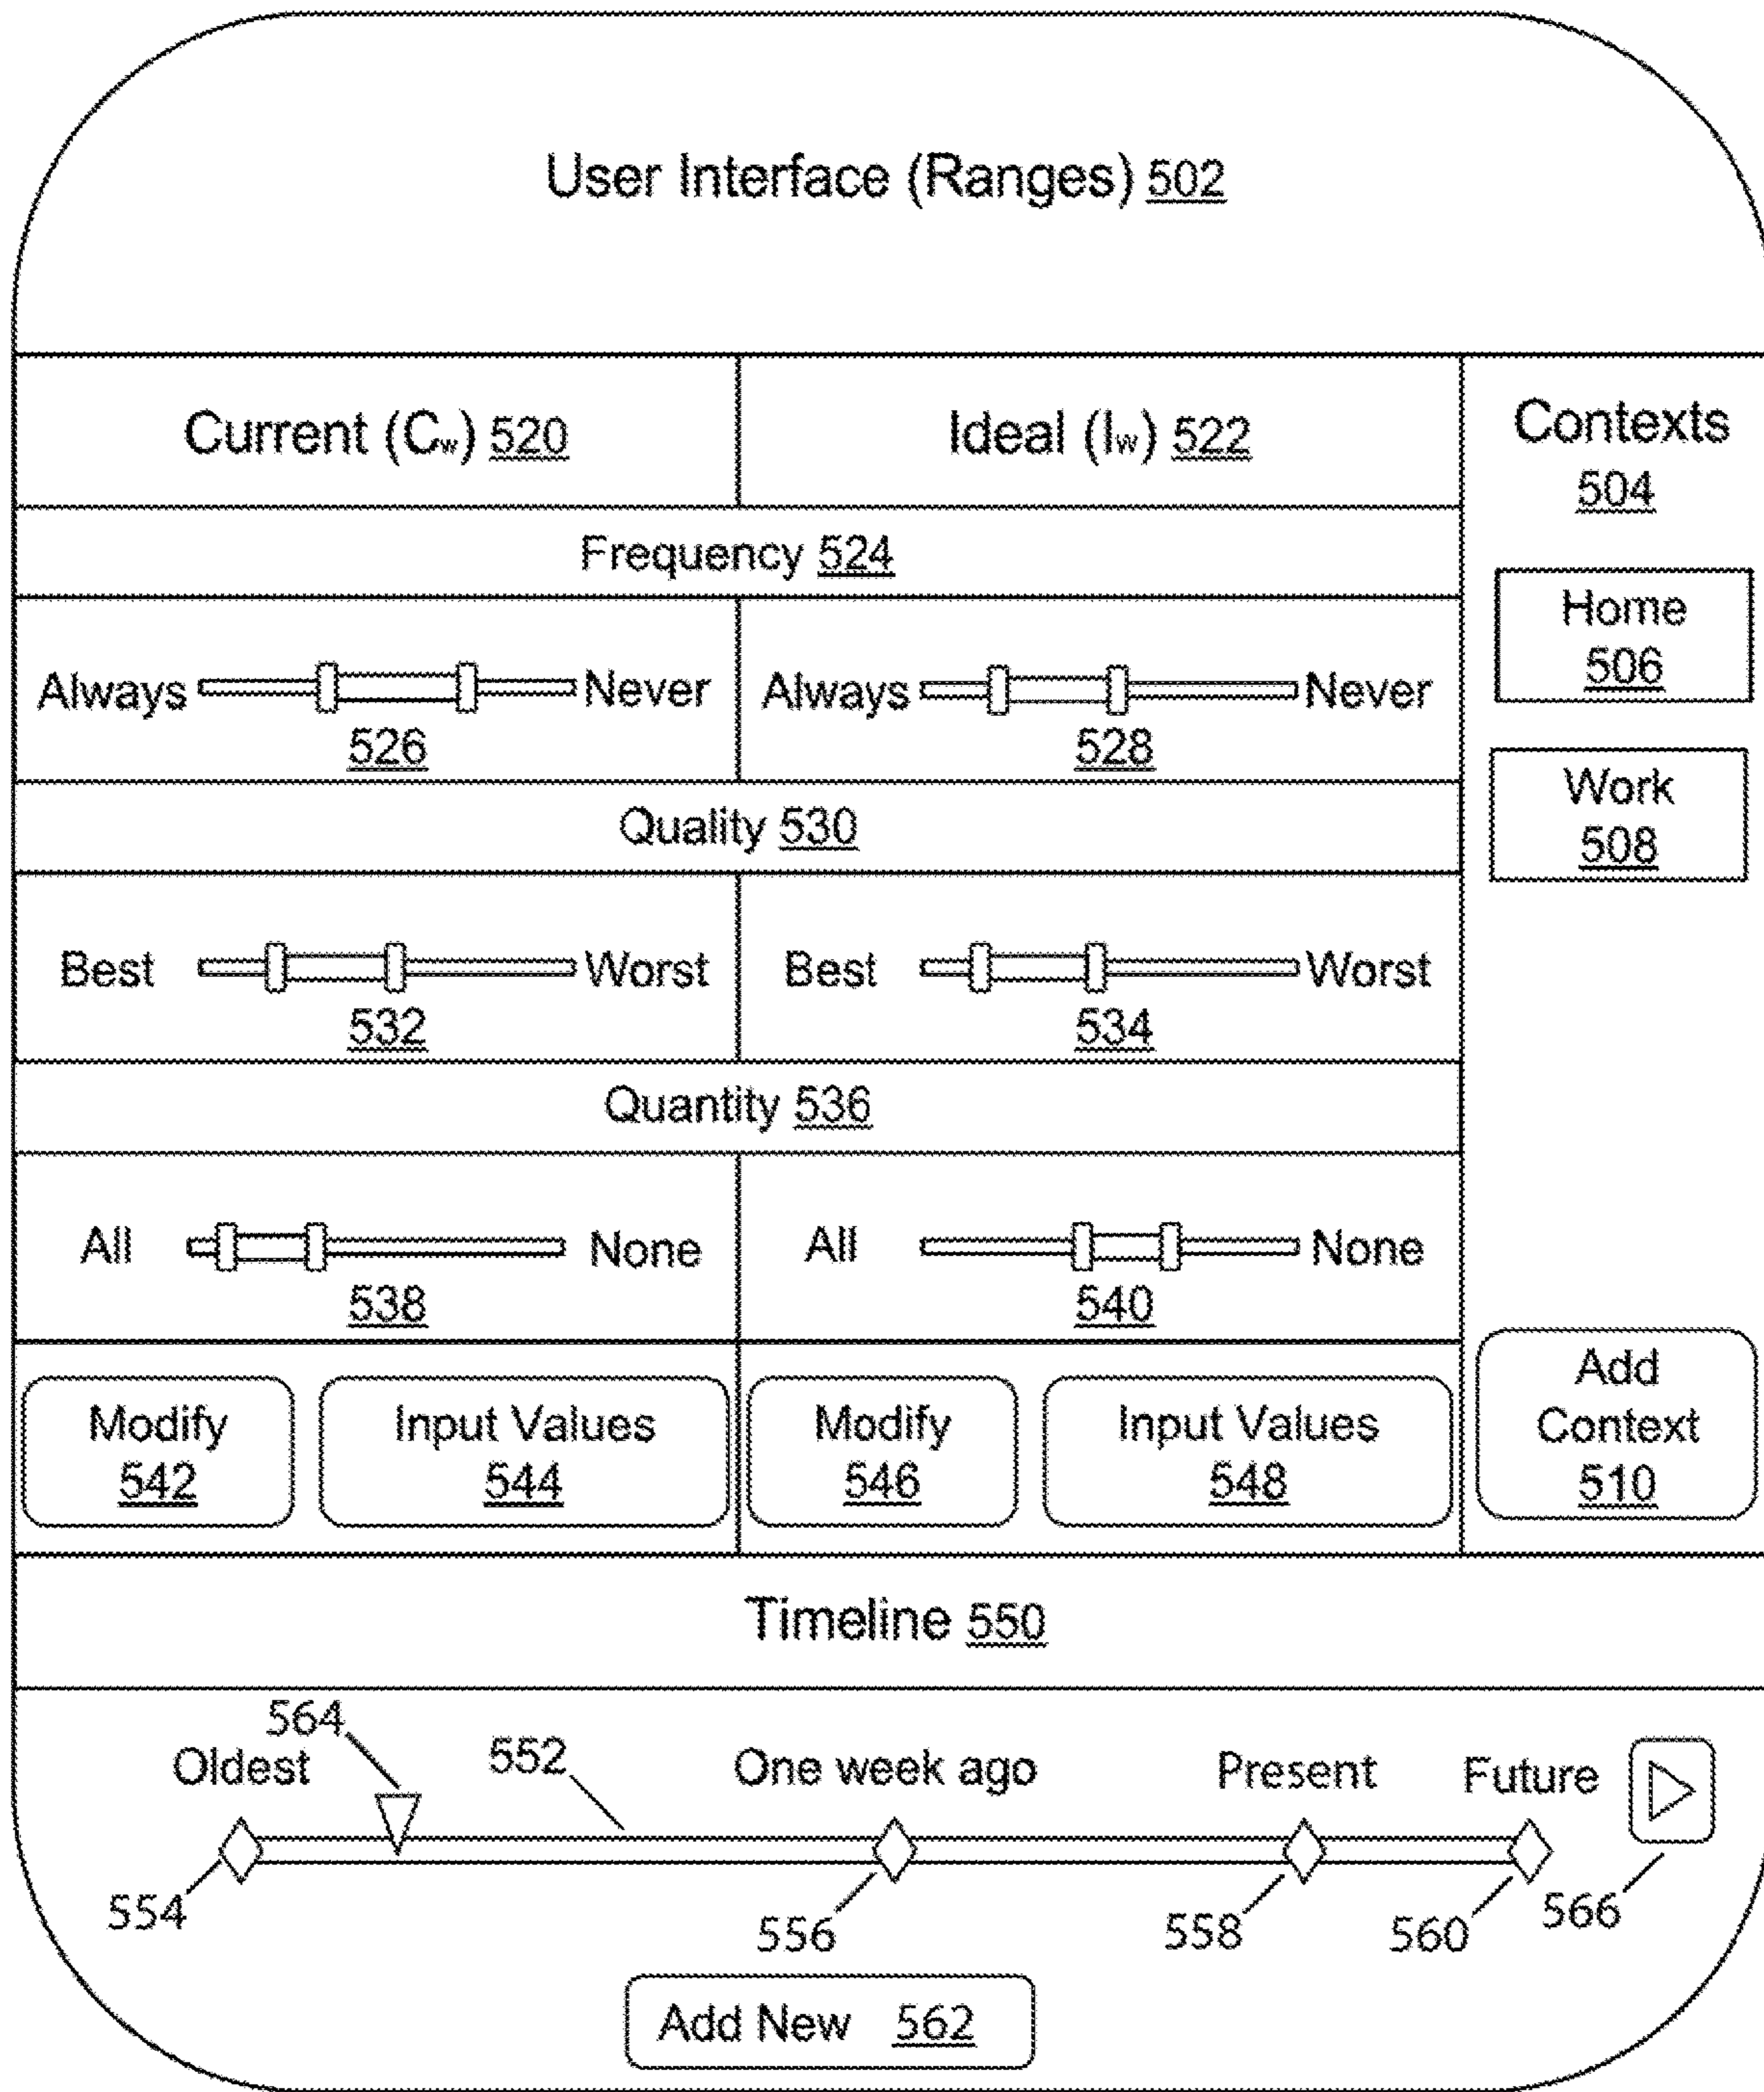 User Interface (Ranges) 502
Current (Cw) 520
Ideal (Iw) 522
Contexts
504
Frequency 524
Home
506
Always
Never
526
Always
Never
528
Work
508
Quality 530
Best
Worst
532
Best
Worst
534
Quantity 536
All
None
538
All
None
540
Modify
542
Input Values
544
Modify
546
Input Values
548
Add
Context
510
Timeline 550
564
Oldest
552
One week ago
Present
Future
554
556
558
560
566
Add New 562